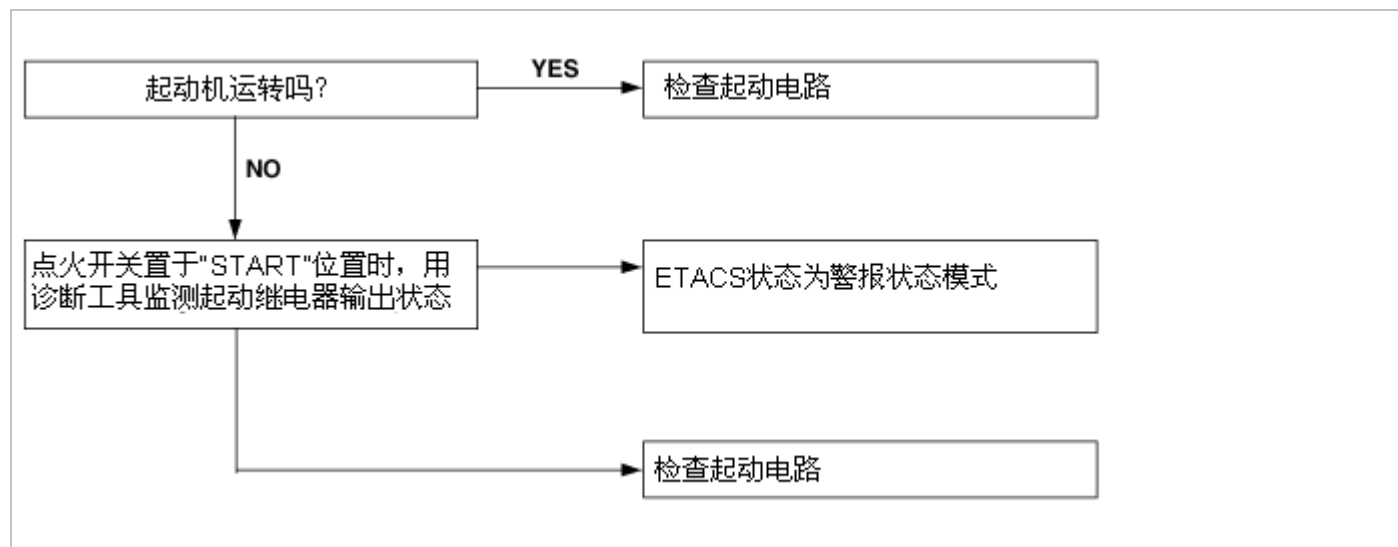 起动机运转吗?
YES
检查起动电路
NO
点火开关置于"START"位置时，用
诊断工具监测起动继电器输出状态
ETACS状态为警报状态模式
检查起动电路